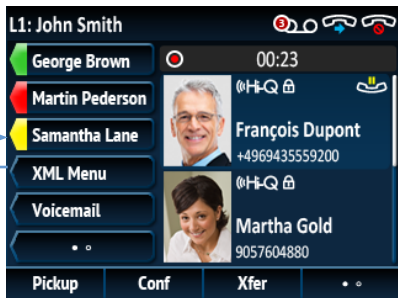 L1: John Smith
3
George Brown
00:23
Martin Pederson
Hi-Q
Samantha Lane
François Dupont
+4969435559200
XML Menu
Hi-Q
Voicemail
Martha Gold
9057604880
Pickup
Conf
Xfer